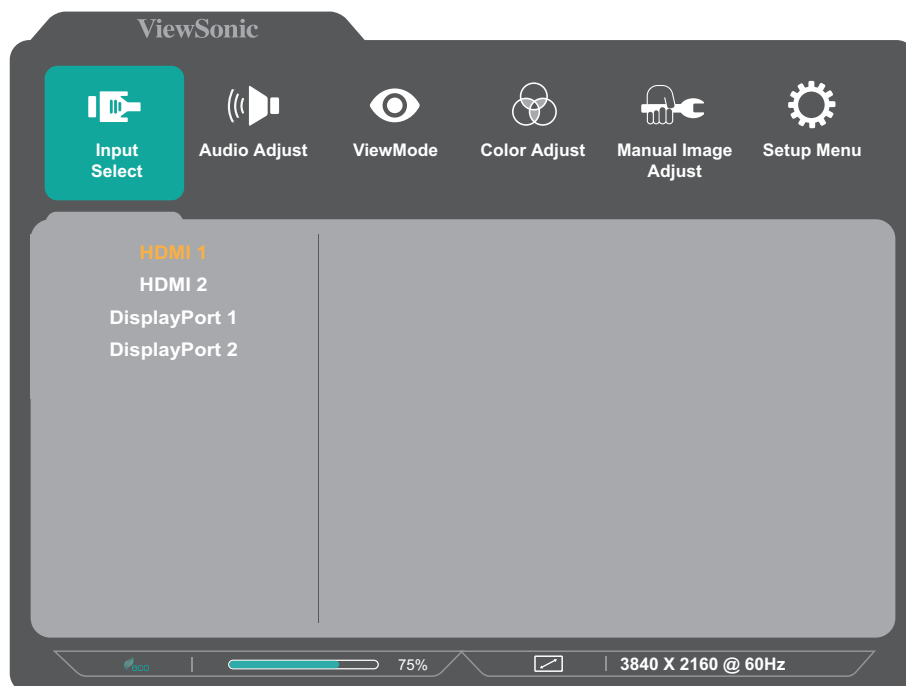 ViewSonic
Input
Select
Audio Adjust
ViewMode
Color Adjust
Manual Image
Adjust
Setup Menu
HDMI 1
HDMI 2
DisplayPort 1
DisplayPort 2
eco
75%
3840 X 2160 @ 60Hz